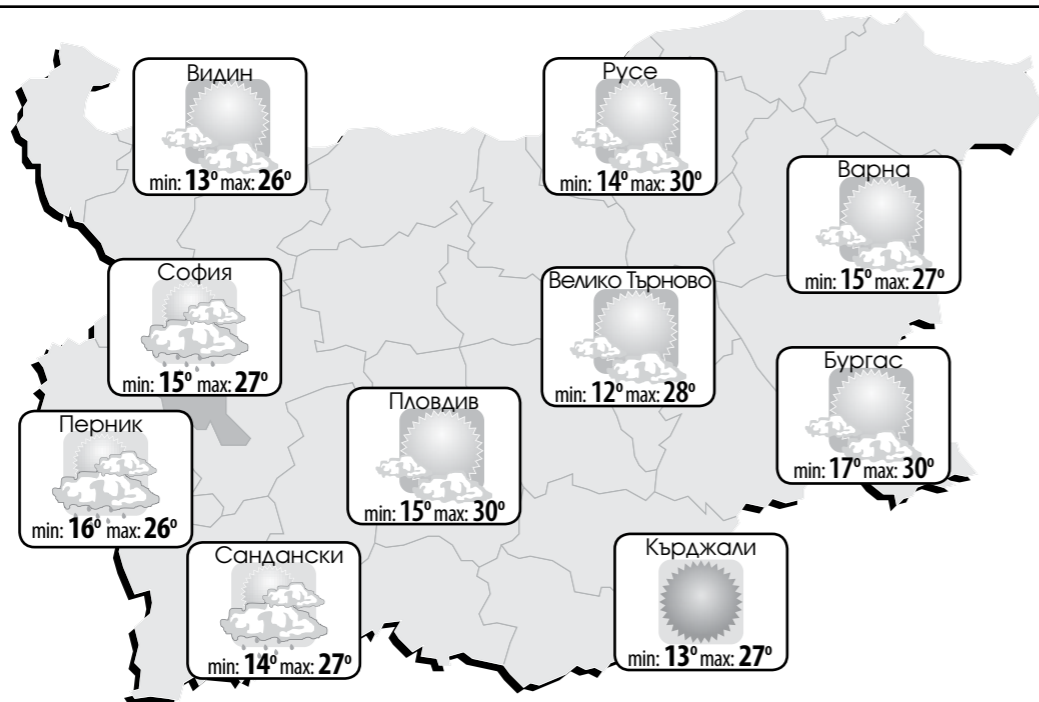 Видин
min: 13° max: 26°
Русе
min: 14° max: 30°
Варна
min: 15° max: 27°
София
min: 15° max: 27°
Велико Търново
min: 12° max: 28°
Бургас
min: 17° max: 30°
Пловдив
min: 15° max: 30°
Перник
min: 16° max: 26°
Сандански
min: 14° max: 27°
Кърджали
min: 13° max: 27°